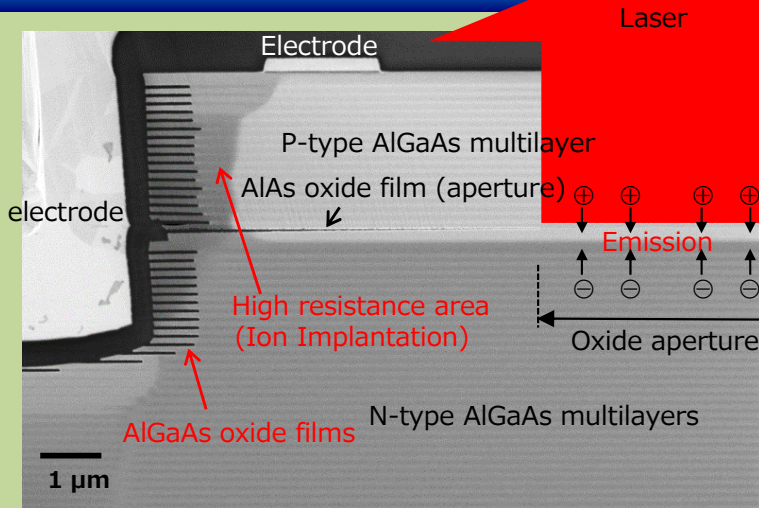 Laser
Electrode
P-type AlGaAs multilayer
AlAs oxide film (aperture)
electrode
⊕ ⊕ ⊕ ⊕
Emission
⊖ ⊖ ⊖ ⊖
High resistance area
(Ion Implantation)
Oxide aperture
N-type AlGaAs multilayers
AlGaAs oxide films
1 μm